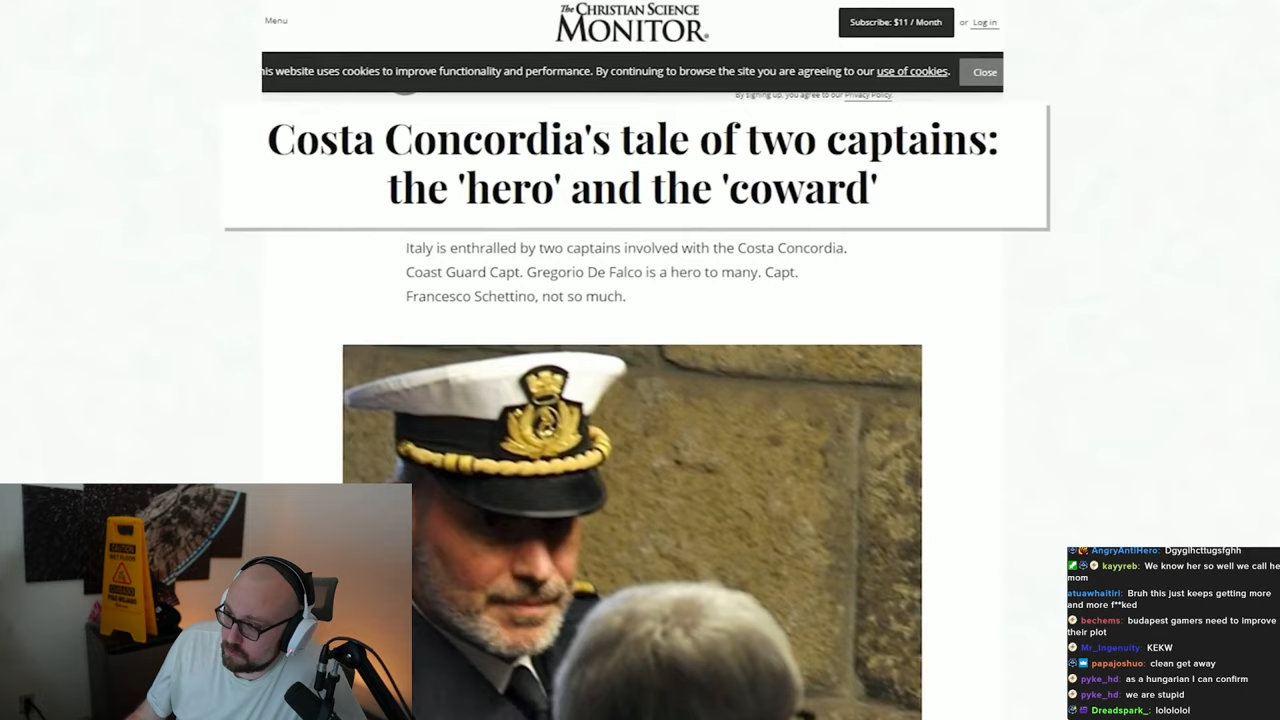 Menu
The CHRISTIAN SCIENCE
MONITOR
Subscribe: $11 / Month or Log in
his website uses cookies to improve functionality and performance. By continuing to browse the site you are agreeing to our use of cookies. Close
By signing up, you agree to our Privacy Policy.
Costa Concordia's tale of two captains:
the 'hero' and the 'coward'
Italy is enthralled by two captains involved with the Costa Concordia.
Coast Guard Capt. Gregorio De Falco is a hero to many. Capt.
Francesco Schettino, not so much.
CAUTION
AngryAntiHero: Dgygihcttugsfghh
kayyreb: We know her so well we call he
mom
atuawhaitiri: Bruh this just keeps getting more
and more f**ked
bechems: budapest gamers need to improve
their plot
Mr_Ingenuity: KEKW
papajoshuo: clean get away
pyke_hd: as a hungarian I can confirm
pyke_hd: we are stupid
Dreadspark_: lolololol